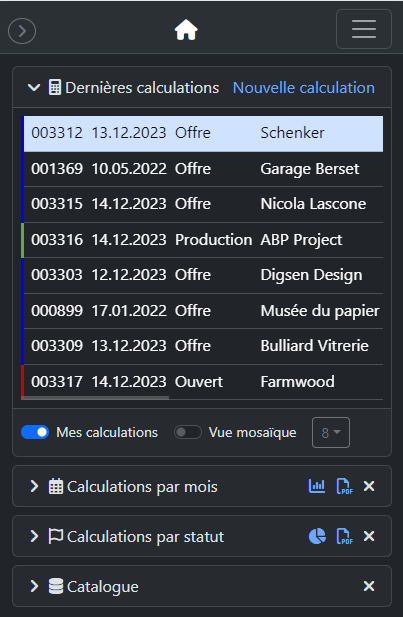 Dernières calculations Nouvelle calculation
003312 13.12.2023 Offre Schenker
001369 10.05.2022 Offre Garage Berset
003315 14.12.2023 Offre Nicola Lascone
003316 14.12.2023 Production ABP Project
003303 12.12.2023 Offre Digsen Design
000899 17.01.2022 Offre Musée du papier
003309 13.12.2023 Offre Bulliard Vitrerie
003317 14.12.2023 Ouvert Farmwood
Mes calculations Vue mosaïque 8
Calculations par mois PDF
Calculations par statut PDF
Catalogue